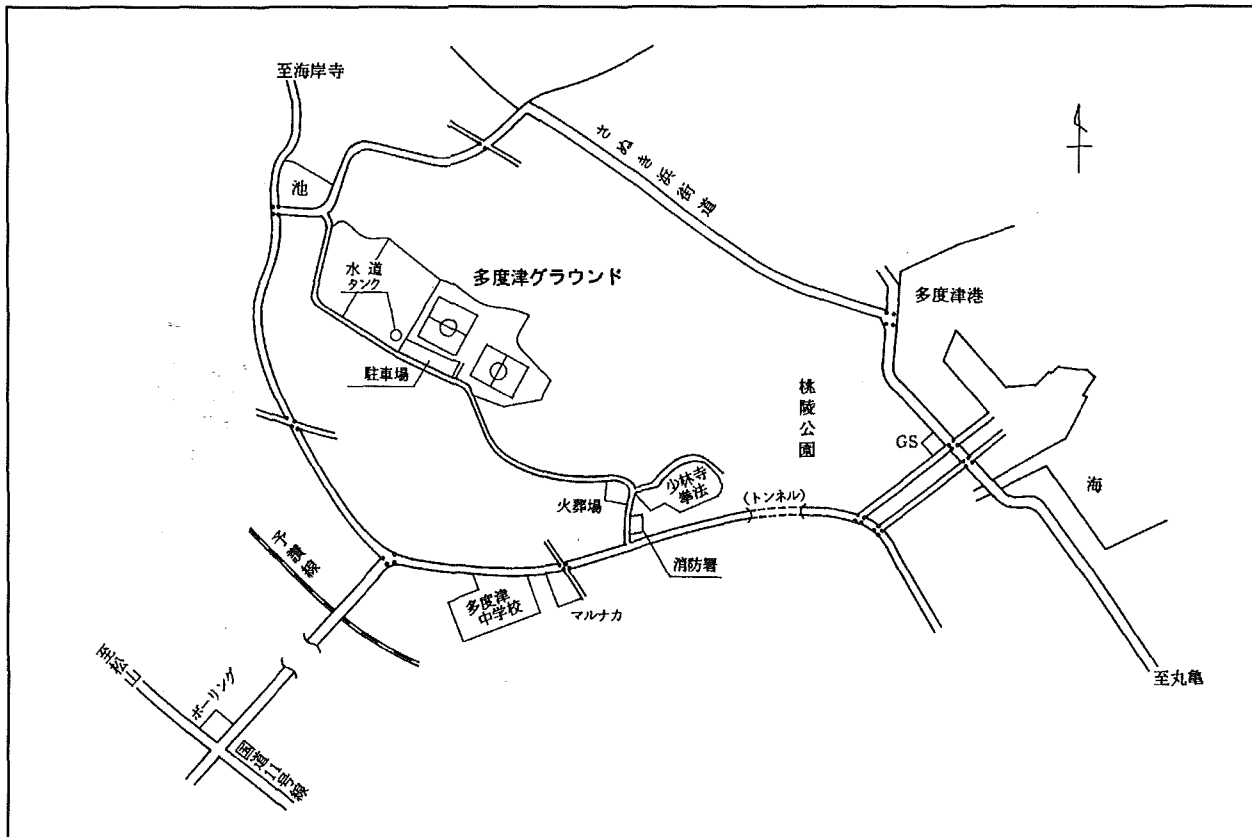 至海岸寺
さぬき浜街道
池
水道
タンク
多度津グラウンド
多度津港
駐車場
桃陵公園
GS
少林寺
拳法
火葬場
(トンネル)
海
予讃線
消防署
多度津
中学校
マルナカ
至松山
ボーリング
至丸亀
国道11号線